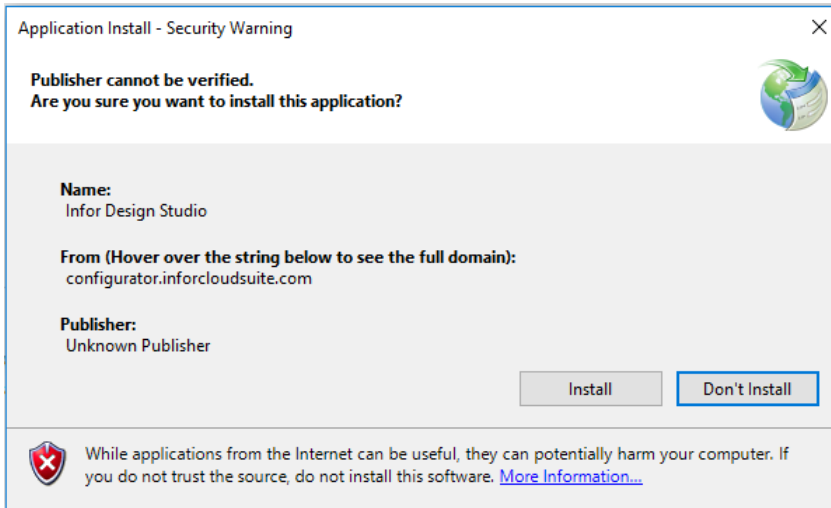 Application Install - Security Warning
Publisher cannot be verified.
Are you sure you want to install this application?
Name:
Infor Design Studio
From (Hover over the string below to see the full domain):
configurator.inforcloudsuite.com
Publisher:
Unknown Publisher
Install
Don't Install
While applications from the Internet can be useful, they can potentially harm your computer. If
you do not trust the source, do not install this software. More Information...